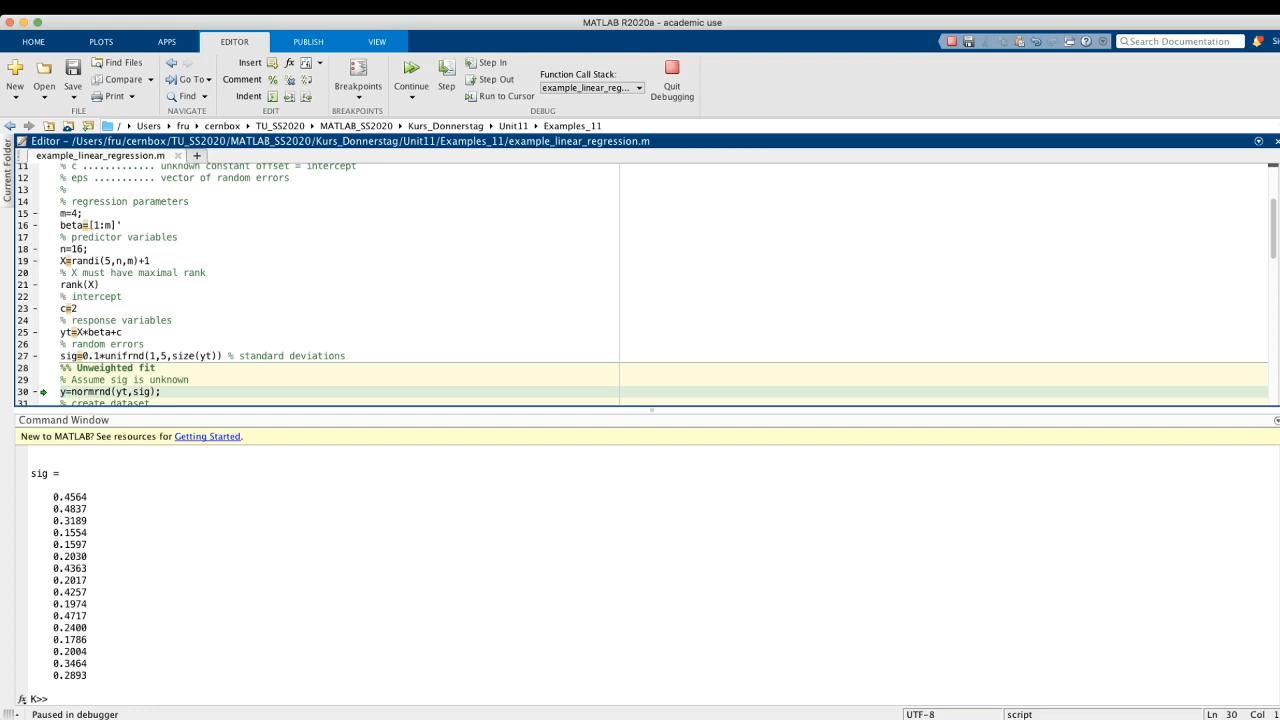 MATLAB R2020a - academic use
HOME PLOTS APPS EDITOR PUBLISH VIEW Search Documentation Si
New Open Save Find Files Compare Print Go To Find Insert fx Comment % Indent Breakpoints Continue Step Step In Step Out Run to Cursor Function Call Stack: example_linear_reg... Quit Debugging
FILE NAVIGATE EDIT BREAKPOINTS DEBUG
/ Users fru cernbox TU_SS2020 MATLAB_SS2020 Kurs_Donnerstag Unit11 Examples_11
Current Folder
Editor - /Users/fru/cernbox/TU_SS2020/MATLAB_SS2020/Kurs_Donnerstag/Unit11/Examples_11/example_linear_regression.m
example_linear_regression.m × +
11 % c ............. unknown constant offset = intercept
12 % eps ........... vector of random errors
13 %
14 % regression parameters
15 - m=4;
16 - beta=[1:m]'
17 % predictor variables
18 - n=16;
19 - X=randi(5,n,m)+1
20 % X must have maximal rank
21 - rank(X)
22 % intercept
23 - c=2
24 % response variables
25 - yt=X*beta+c
26 % random errors
27 - sig=0.1*unifrnd(1,5,size(yt)) % standard deviations
28 %% Unweighted fit
29 % Assume sig is unknown
30 - y=normrnd(yt,sig);
31 % create dataset
Command Window
New to MATLAB? See resources for Getting Started.
sig =
0.4564
0.4837
0.3189
0.1554
0.1597
0.2030
0.4363
0.2017
0.4257
0.1974
0.4717
0.2400
0.1786
0.2004
0.3464
0.2893
fx K>>
Paused in debugger UTF-8 script Ln 30 Col 1